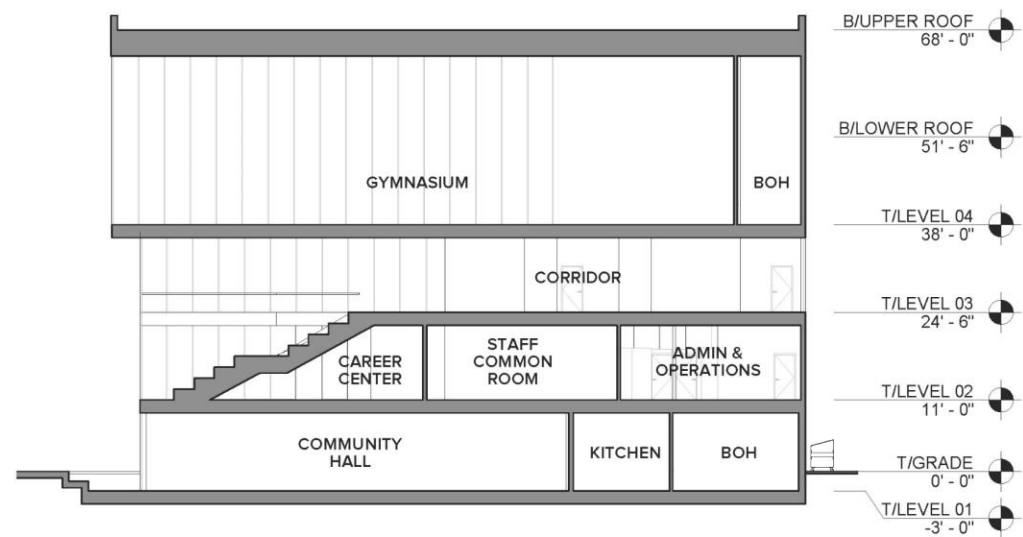 B/UPPER ROOF
68' - 0"
B/LOWER ROOF
51' - 6"
GYMNASIUM
BOH
T/LEVEL 04
38' - 0"
CORRIDOR
T/LEVEL 03
24' - 6"
CAREER
CENTER
STAFF
COMMON
ROOM
ADMIN &
OPERATIONS
T/LEVEL 02
11' - 0"
COMMUNITY
HALL
KITCHEN
BOH
T/GRADE
0' - 0"
T/LEVEL 01
-3' - 0"